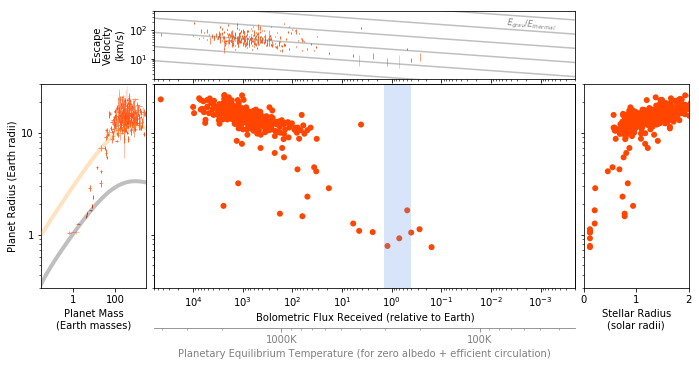 Escape
Velocity
(km/s)
10²
10¹
E_grav/E_thermal
Planet Radius (Earth radii)
10
1
1
100
Planet Mass
(Earth masses)
10⁴
10³
10²
10¹
10⁰
10⁻¹
10⁻²
10⁻³
Bolometric Flux Received (relative to Earth)
1000K
100K
Planetary Equilibrium Temperature (for zero albedo + efficient circulation)
0
1
2
Stellar Radius
(solar radii)